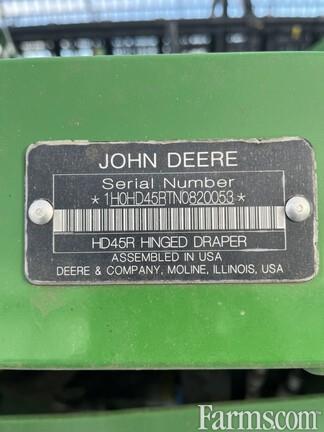 JOHN DEERE
Serial Number
*1H0HD45RTN0820053*
HD45R HINGED DRAPER
ASSEMBLED IN USA
DEERE & COMPANY, MOLINE, ILLINOIS, USA
Farms.com®